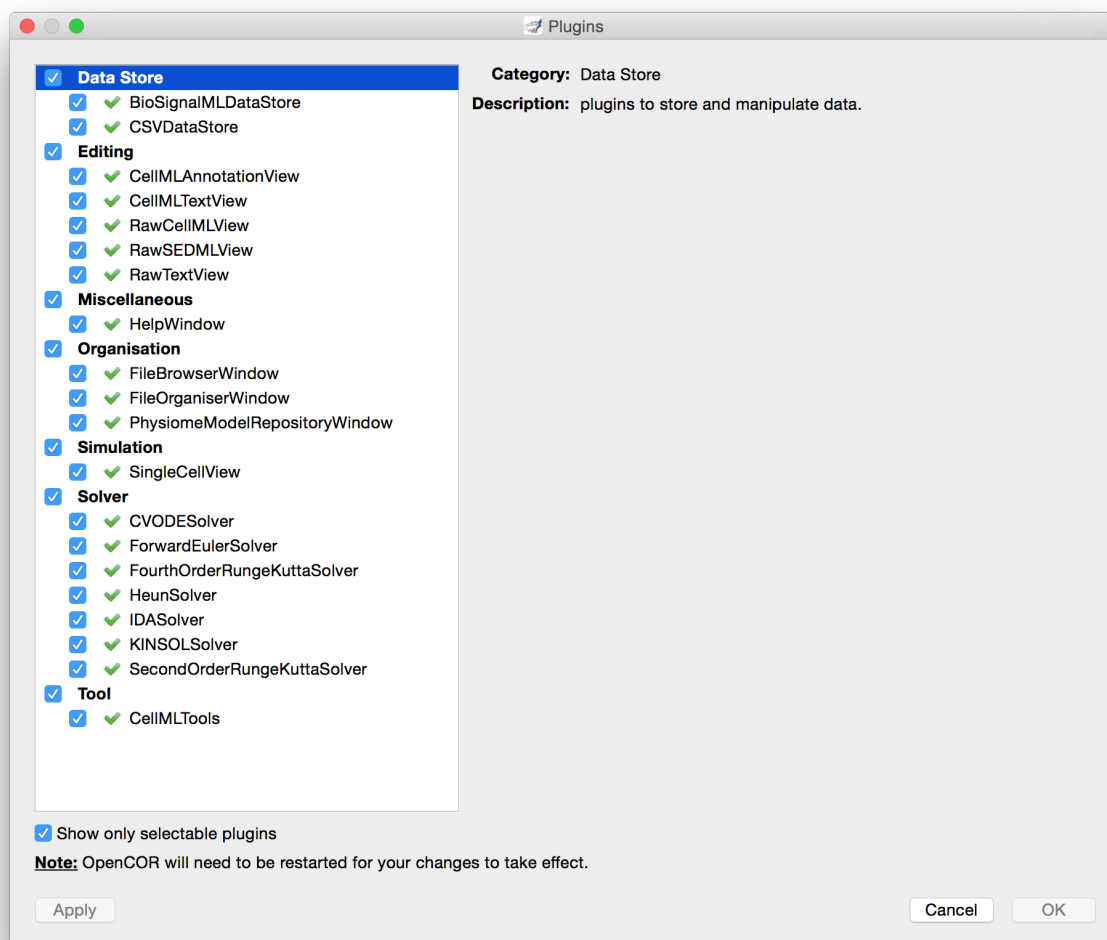 Plugins
Data Store
BioSignalMLDataStore
CSVDataStore
Editing
CellMLAnnotationView
CellMLTextView
RawCellMLView
RawSEDMLView
RawTextView
Miscellaneous
HelpWindow
Organisation
FileBrowserWindow
FileOrganiserWindow
PhysiomeModelRepositoryWindow
Simulation
SingleCellView
Solver
CVODESolver
ForwardEulerSolver
FourthOrderRungeKuttaSolver
HeunSolver
IDASolver
KINSOLSolver
SecondOrderRungeKuttaSolver
Tool
CellMLTools
Category: Data Store
Description: plugins to store and manipulate data.
Show only selectable plugins
Note: OpenCOR will need to be restarted for your changes to take effect.
Apply
Cancel
OK